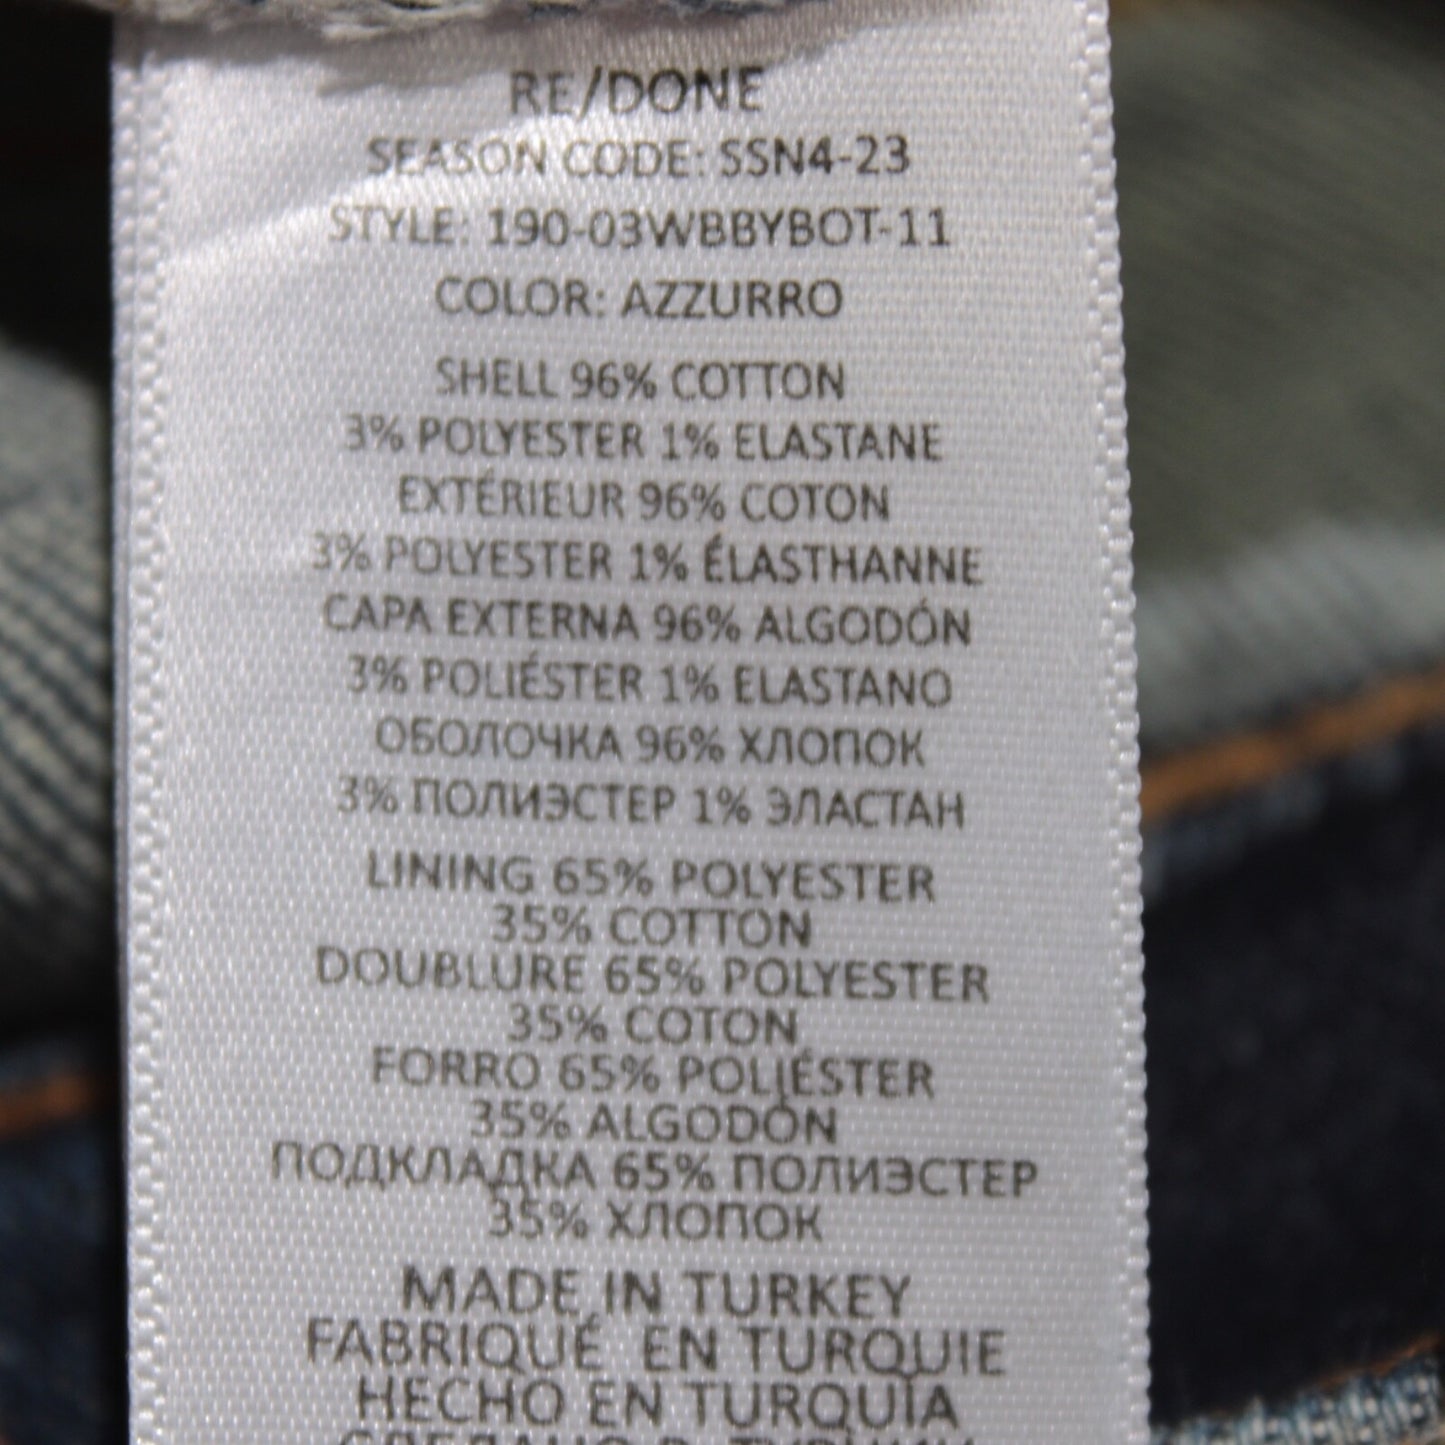 RE/DONE
SEASON CODE: SSN4-23
STYLE: 190-03WBBYBOT-11
COLOR: AZZURRO
SHELL 96% COTTON
3% POLYESTER 1% ELASTANE
EXTÉRIEUR 96% COTON
3% POLYESTER 1% ÉLASTHANNE
CAPA EXTERNA 96% ALGODÓN
3% POLIÉSTER 1% ELASTANO
ОБОЛОЧКА 96% ХЛОПОК
3% ПОЛИЭСТЕР 1% ЭЛАСТАН
LINING 65% POLYESTER
35% COTTON
DOUBLURE 65% POLYESTER
35% COTON
FORRO 65% POLIÉSTER
35% ALGODÓN
ПОДКЛАДКА 65% ПОЛИЭСТЕР
35% ХЛОПОК
MADE IN TURKEY
FABRIQUÉ EN TURQUIE
HECHO EN TURQUÍA
СДЕЛАНО В ТУРЦИИ